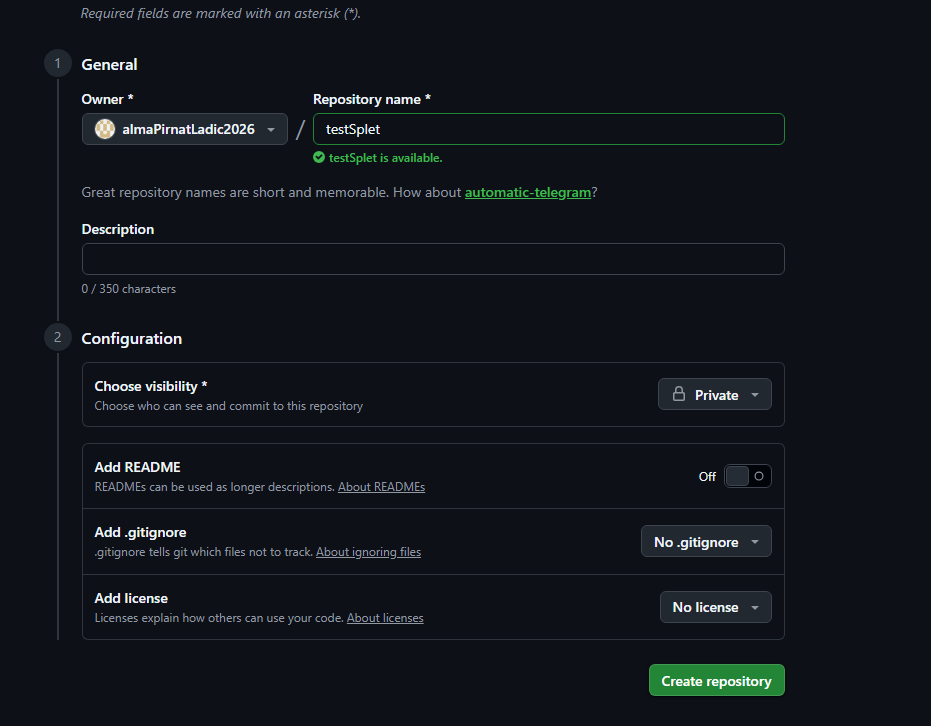 Required fields are marked with an asterisk (*).
1
General
Owner *
Repository name *
almaPirnatLadic2026
/
testSplet
testSplet is available.
Great repository names are short and memorable. How about automatic-telegram?
Description
0 / 350 characters
2
Configuration
Choose visibility *
Choose who can see and commit to this repository
Private
Add README
READMEs can be used as longer descriptions. About READMEs
Off
Add .gitignore
.gitignore tells git which files not to track. About ignoring files
No .gitignore
Add license
Licenses explain how others can use your code. About licenses
No license
Create repository